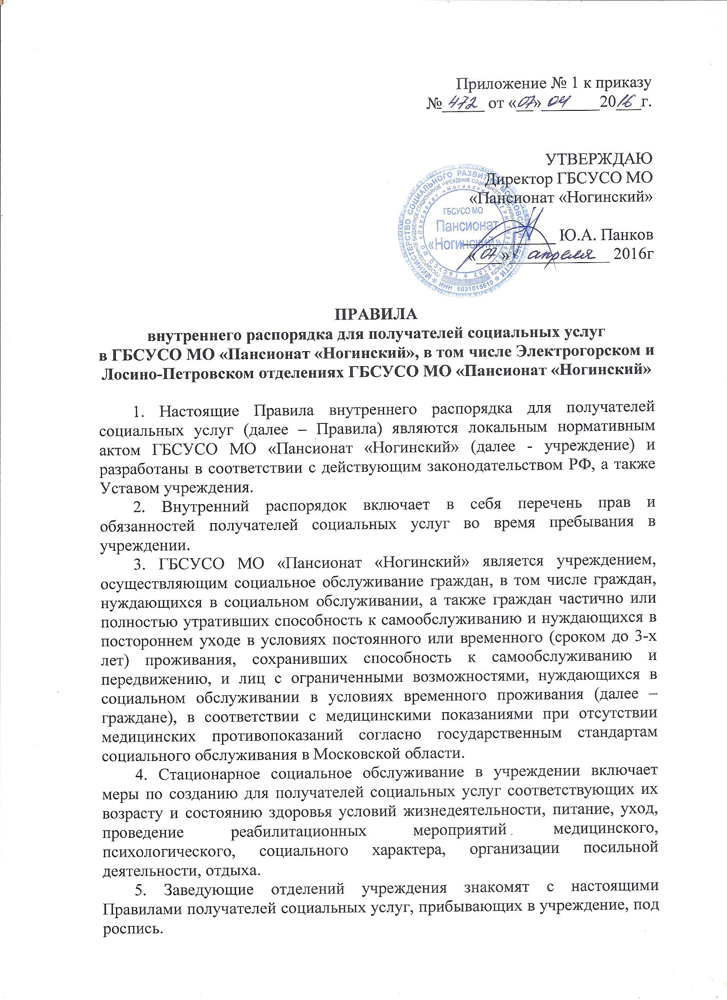 Приложение № 1 к приказу
№ 472 от «07» 04 2016 г.
УТВЕРЖДАЮ
Директор ГБСУСО МО
«Пансионат «Ногинский»
Ю.А. Панков
«07» апреля 2016г
МИНИСТЕРСТВО СОЦИАЛЬНОГО РАЗВИТИЯ МОСКОВСКОЙ ОБЛАСТИ
ИНН 5031015510
ГБСУСО МО
Пансионат
«Ногинский»
ПРАВИЛА
внутреннего распорядка для получателей социальных услуг
в ГБСУСО МО «Пансионат «Ногинский», в том числе Электрогорском и
Лосино-Петровском отделениях ГБСУСО МО «Пансионат «Ногинский»
1. Настоящие Правила внутреннего распорядка для получателей
социальных услуг (далее – Правила) являются локальным нормативным
актом ГБСУСО МО «Пансионат «Ногинский» (далее - учреждение) и
разработаны в соответствии с действующим законодательством РФ, а также
Уставом учреждения.
2. Внутренний распорядок включает в себя перечень прав и
обязанностей получателей социальных услуг во время пребывания в
учреждении.
3. ГБСУСО МО «Пансионат «Ногинский» является учреждением,
осуществляющим социальное обслуживание граждан, в том числе граждан,
нуждающихся в социальном обслуживании, а также граждан частично или
полностью утративших способность к самообслуживанию и нуждающихся в
постороннем уходе в условиях постоянного или временного (сроком до 3-х
лет) проживания, сохранивших способность к самообслуживанию и
передвижению, и лиц с ограниченными возможностями, нуждающихся в
социальном обслуживании в условиях временного проживания (далее –
граждане), в соответствии с медицинскими показаниями при отсутствии
медицинских противопоказаний согласно государственным стандартам
социального обслуживания в Московской области.
4. Стационарное социальное обслуживание в учреждении включает
меры по созданию для получателей социальных услуг соответствующих их
возрасту и состоянию здоровья условий жизнедеятельности, питание, уход,
проведение реабилитационных мероприятий медицинского,
психологического, социального характера, организации посильной
деятельности, отдыха.
5. Заведующие отделений учреждения знакомят с настоящими
Правилами получателей социальных услуг, прибывающих в учреждение, под
роспись.